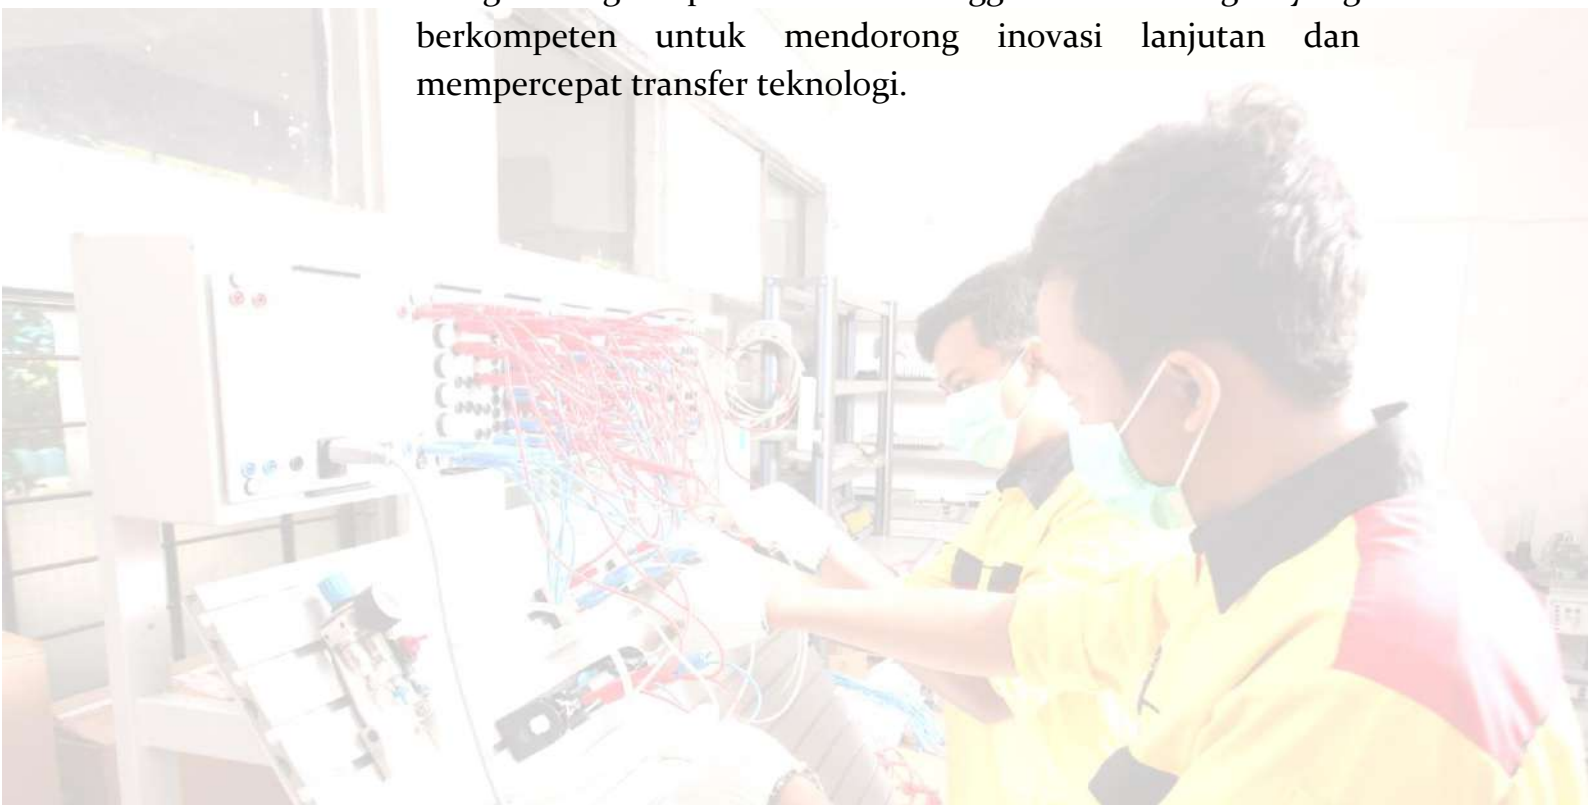 berkompeten untuk mendorong inovasi lanjutan dan
mempercepat transfer teknologi.